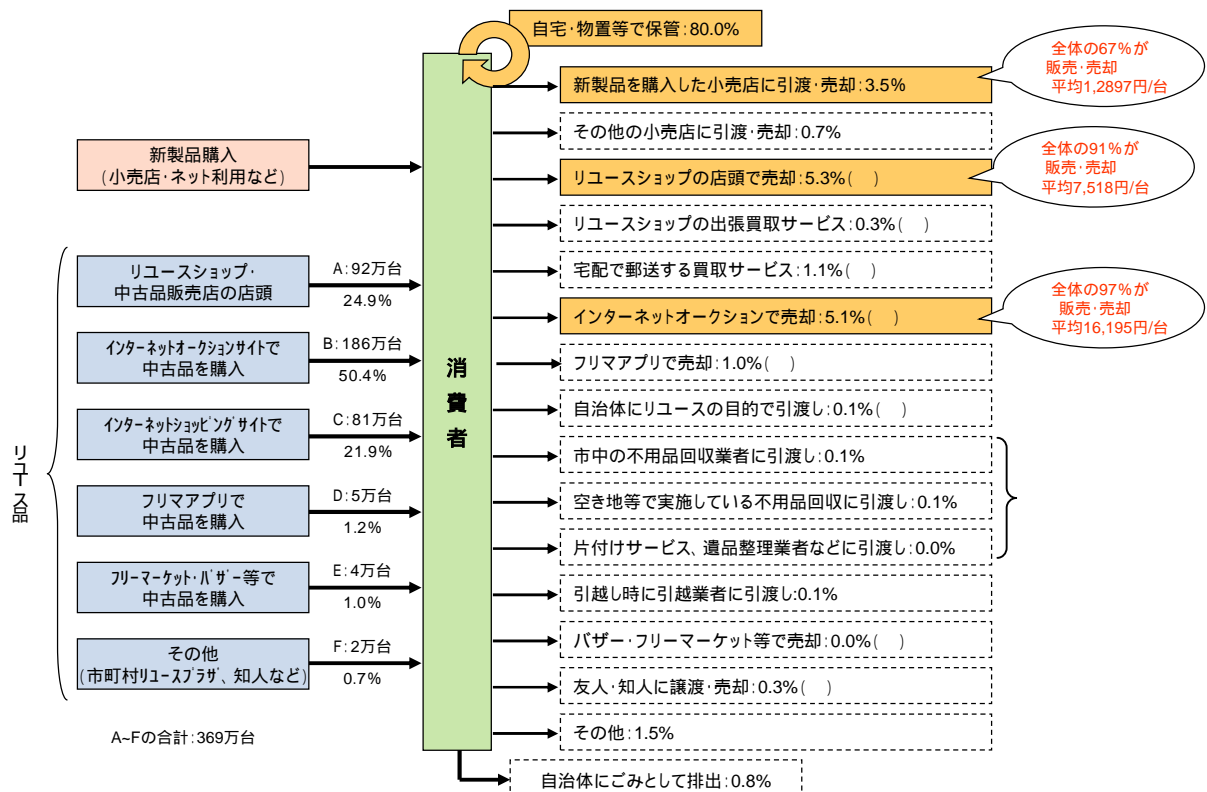 自宅･物置等で保管:80.0%
全体の67%が
販売･売却
平均1,2897円/台
新製品を購入した小売店に引渡･売却:3.5%
その他の小売店に引渡･売却:0.7%
全体の91%が
販売･売却
平均7,518円/台
新製品購入
(小売店･ネット利用など)
リユースショップの店頭で売却:5.3%( )
リユースショップの出張買取サービス:0.3%( )
宅配で郵送する買取サービス:1.1%( )
リユースショップ･
中古品販売店の店頭
A:92万台
24.9%
全体の97%が
販売･売却
平均16,195円/台
インターネットオークションで売却:5.1%( )
ｲﾝﾀｰﾈｯﾄｵｰｸｼｮﾝサイトで
中古品を購入
B:186万台
50.4%
フリマアプリで売却:1.0%( )
消費者
自治体にリユースの目的で引渡し:0.1%( )
ｲﾝﾀｰﾈｯﾄｼｮｯﾋﾟﾝｸﾞサイトで
中古品を購入
C:81万台
21.9%
市中の不用品回収業者に引渡し:0.1%
リユース品
空き地等で実施している不用品回収に引渡し:0.1%
フリマアプリで
中古品を購入
D:5万台
1.2%
片付けサービス、遺品整理業者などに引渡し:0.0%
ﾌﾘｰﾏｰｹｯﾄ･ﾊﾞｻﾞｰ等で
中古品を購入
E:4万台
1.0%
引越し時に引越業者に引渡し:0.1%
バザー･フリーマーケット等で売却:0.0%( )
その他
(市町村ﾘﾕｰｽﾌﾟﾗｻﾞ、知人など)
F:2万台
0.7%
友人･知人に譲渡･売却:0.3%( )
その他:1.5%
A~Fの合計:369万台
自治体にごみとして排出:0.8%